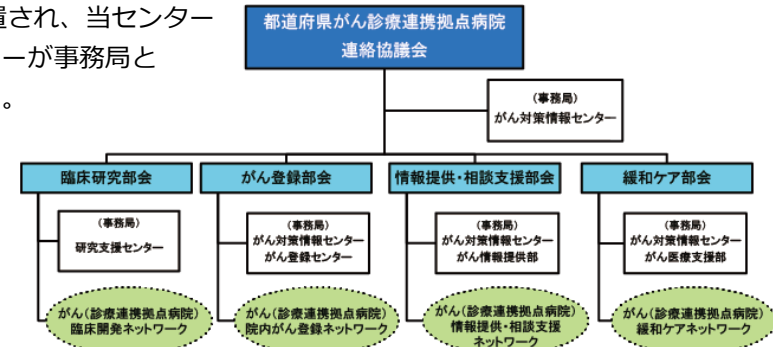 置され、当センター
ーが事務局と
。
都道府県がん診療連携拠点病院
連絡協議会
(事務局)
がん対策情報センター
臨床研究部会
がん登録部会
情報提供・相談支援部会
緩和ケア部会
(事務局)
研究支援センター
(事務局)
がん対策情報センター
がん登録センター
(事務局)
がん対策情報センター
がん情報提供部
(事務局)
がん対策情報センター
がん医療支援部
がん(診療連携拠点病院)
臨床開発ネットワーク
がん(診療連携拠点病院)
院内がん登録ネットワーク
がん(診療連携拠点病院)
情報提供・相談支援
ネットワーク
がん(診療連携拠点病院)
緩和ケアネットワーク